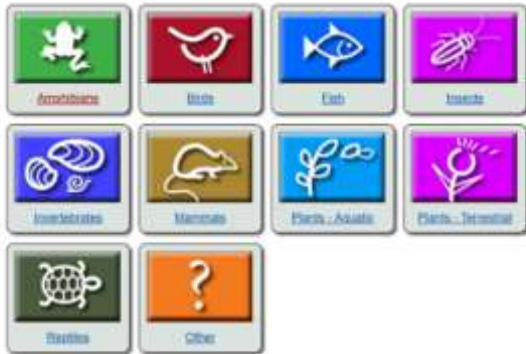 Amphibians
Birds
Fish
Insects
Invertebrates
Mammals
Plants - Aquatic
Plants - Terrestrial
Reptiles
?
Other